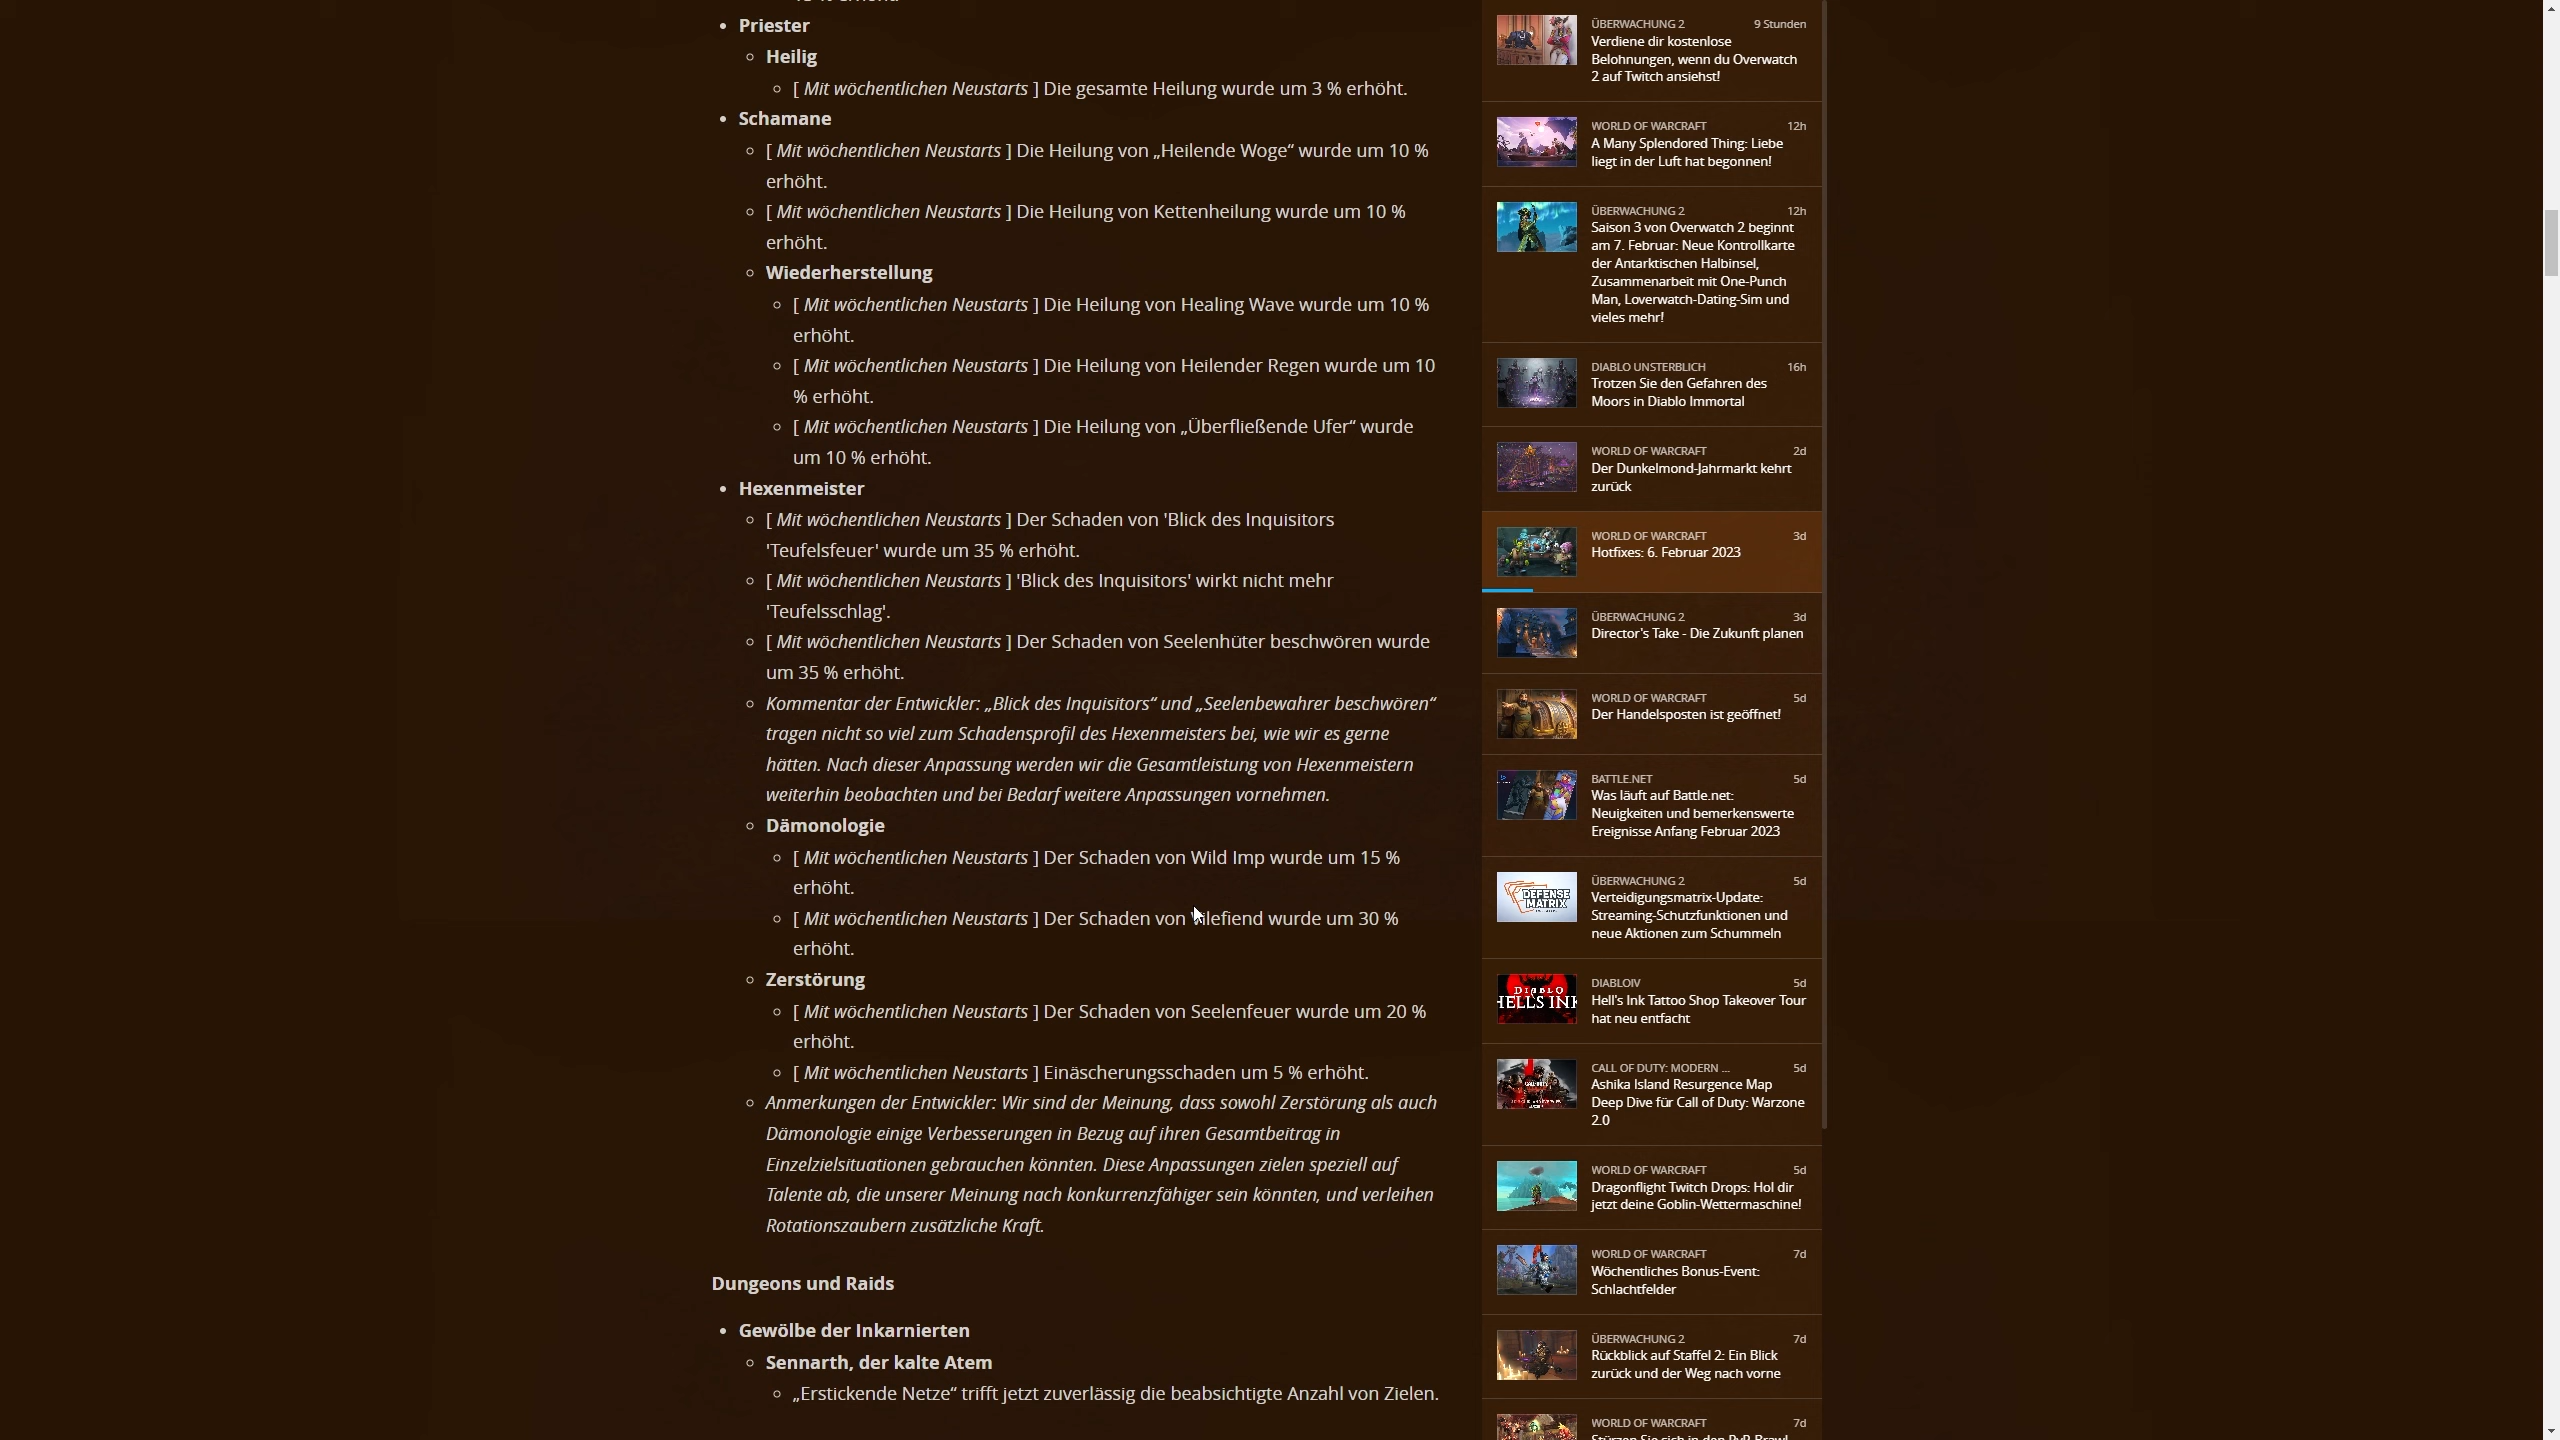 Priester
Heilig
[ Mit wöchentlichen Neustarts ] Die gesamte Heilung wurde um 3 % erhöht.
Schamane
[ Mit wöchentlichen Neustarts ] Die Heilung von „Heilende Woge“ wurde um 10 %
erhöht.
[ Mit wöchentlichen Neustarts ] Die Heilung von Kettenheilung wurde um 10 %
erhöht.
Wiederherstellung
[ Mit wöchentlichen Neustarts ] Die Heilung von Healing Wave wurde um 10 %
erhöht.
[ Mit wöchentlichen Neustarts ] Die Heilung von Heilender Regen wurde um 10
% erhöht.
[ Mit wöchentlichen Neustarts ] Die Heilung von „Überfließende Ufer“ wurde
um 10 % erhöht.
Hexenmeister
[ Mit wöchentlichen Neustarts ] Der Schaden von 'Blick des Inquisitors
'Teufelsfeuer' wurde um 35 % erhöht.
[ Mit wöchentlichen Neustarts ] 'Blick des Inquisitors' wirkt nicht mehr
'Teufelsschlag'.
[ Mit wöchentlichen Neustarts ] Der Schaden von Seelenhüter beschwören wurde
um 35 % erhöht.
Kommentar der Entwickler: „Blick des Inquisitors“ und „Seelenbewahrer beschwören“
tragen nicht so viel zum Schadensprofil des Hexenmeisters bei, wie wir es gerne
hätten. Nach dieser Anpassung werden wir die Gesamtleistung von Hexenmeistern
weiterhin beobachten und bei Bedarf weitere Anpassungen vornehmen.
Dämonologie
[ Mit wöchentlichen Neustarts ] Der Schaden von Wild Imp wurde um 15 %
erhöht.
[ Mit wöchentlichen Neustarts ] Der Schaden von wurde um 30 %
erhöht.
Zerstörung
[ Mit wöchentlichen Neustarts ] Der Schaden von Seelenfeuer wurde um 20 %
erhöht.
[ Mit wöchentlichen Neustarts ] Einäscherungsschaden um 5 % erhöht.
Anmerkungen der Entwickler: Wir sind der Meinung, dass sowohl Zerstörung als auch
Dämonologie einige Verbesserungen in Bezug auf ihren Gesamtbeitrag in
Einzelzielsituationen gebrauchen könnten. Diese Anpassungen zielen speziell auf
Talente ab, die unserer Meinung nach konkurrenzfähiger sein könnten, und verleihen
Rotationszaubern zusätzliche Kraft.
Dungeons und Raids
Gewölbe der Inkarnierten
Sennarth, der kalte Atem
„Erstickende Netze“ trifft jetzt zuverlässig die beabsichtigte Anzahl von Zielen.
ÜBERWACHUNG 2 9 Stunden
Verdiene dir kostenlose
Belohnungen, wenn du Overwatch
2 auf Twitch ansiehst!
WORLD OF WARCRAFT 12h
A Many Splendored Thing: Liebe
liegt in der Luft hat begonnen!
ÜBERWACHUNG 2 12h
Saison 3 von Overwatch 2 beginnt
am 7. Februar: Neue Kontrollkarte
der Antarktischen Halbinsel,
Zusammenarbeit mit One-Punch
Man, Loverwatch-Dating-Sim und
vieles mehr!
DIABLO UNSTERBLICH 16h
Trotzen Sie den Gefahren des
Moors in Diablo Immortal
WORLD OF WARCRAFT 2d
Der Dunkelmond-Jahrmarkt kehrt
zurück
WORLD OF WARCRAFT 3d
Hotfixes: 6. Februar 2023
ÜBERWACHUNG 2 3d
Director's Take - Die Zukunft planen
WORLD OF WARCRAFT 5d
Der Handelsposten ist geöffnet!
BATTLE.NET 5d
Was läuft auf Battle.net:
Neuigkeiten und bemerkenswerte
Ereignisse Anfang Februar 2023
DEFENSE
MATRIX
ÜBERWACHUNG 2 5d
Verteidigungsmatrix-Update:
Streaming-Schutzfunktionen und
neue Aktionen zum Schummeln
DIABLO
HELL'S INK
DIABLOIV 5d
Hell's Ink Tattoo Shop Takeover Tour
hat neu entfacht
CALL OF DUTY: MODERN ... 5d
Ashika Island Resurgence Map
Deep Dive für Call of Duty: Warzone
2.0
WORLD OF WARCRAFT 5d
Dragonflight Twitch Drops: Hol dir
jetzt deine Goblin-Wettermaschine!
WORLD OF WARCRAFT 7d
Wöchentliches Bonus-Event:
Schlachtfelder
ÜBERWACHUNG 2 7d
Rückblick auf Staffel 2: Ein Blick
zurück und der Weg nach vorne
WORLD OF WARCRAFT 7d